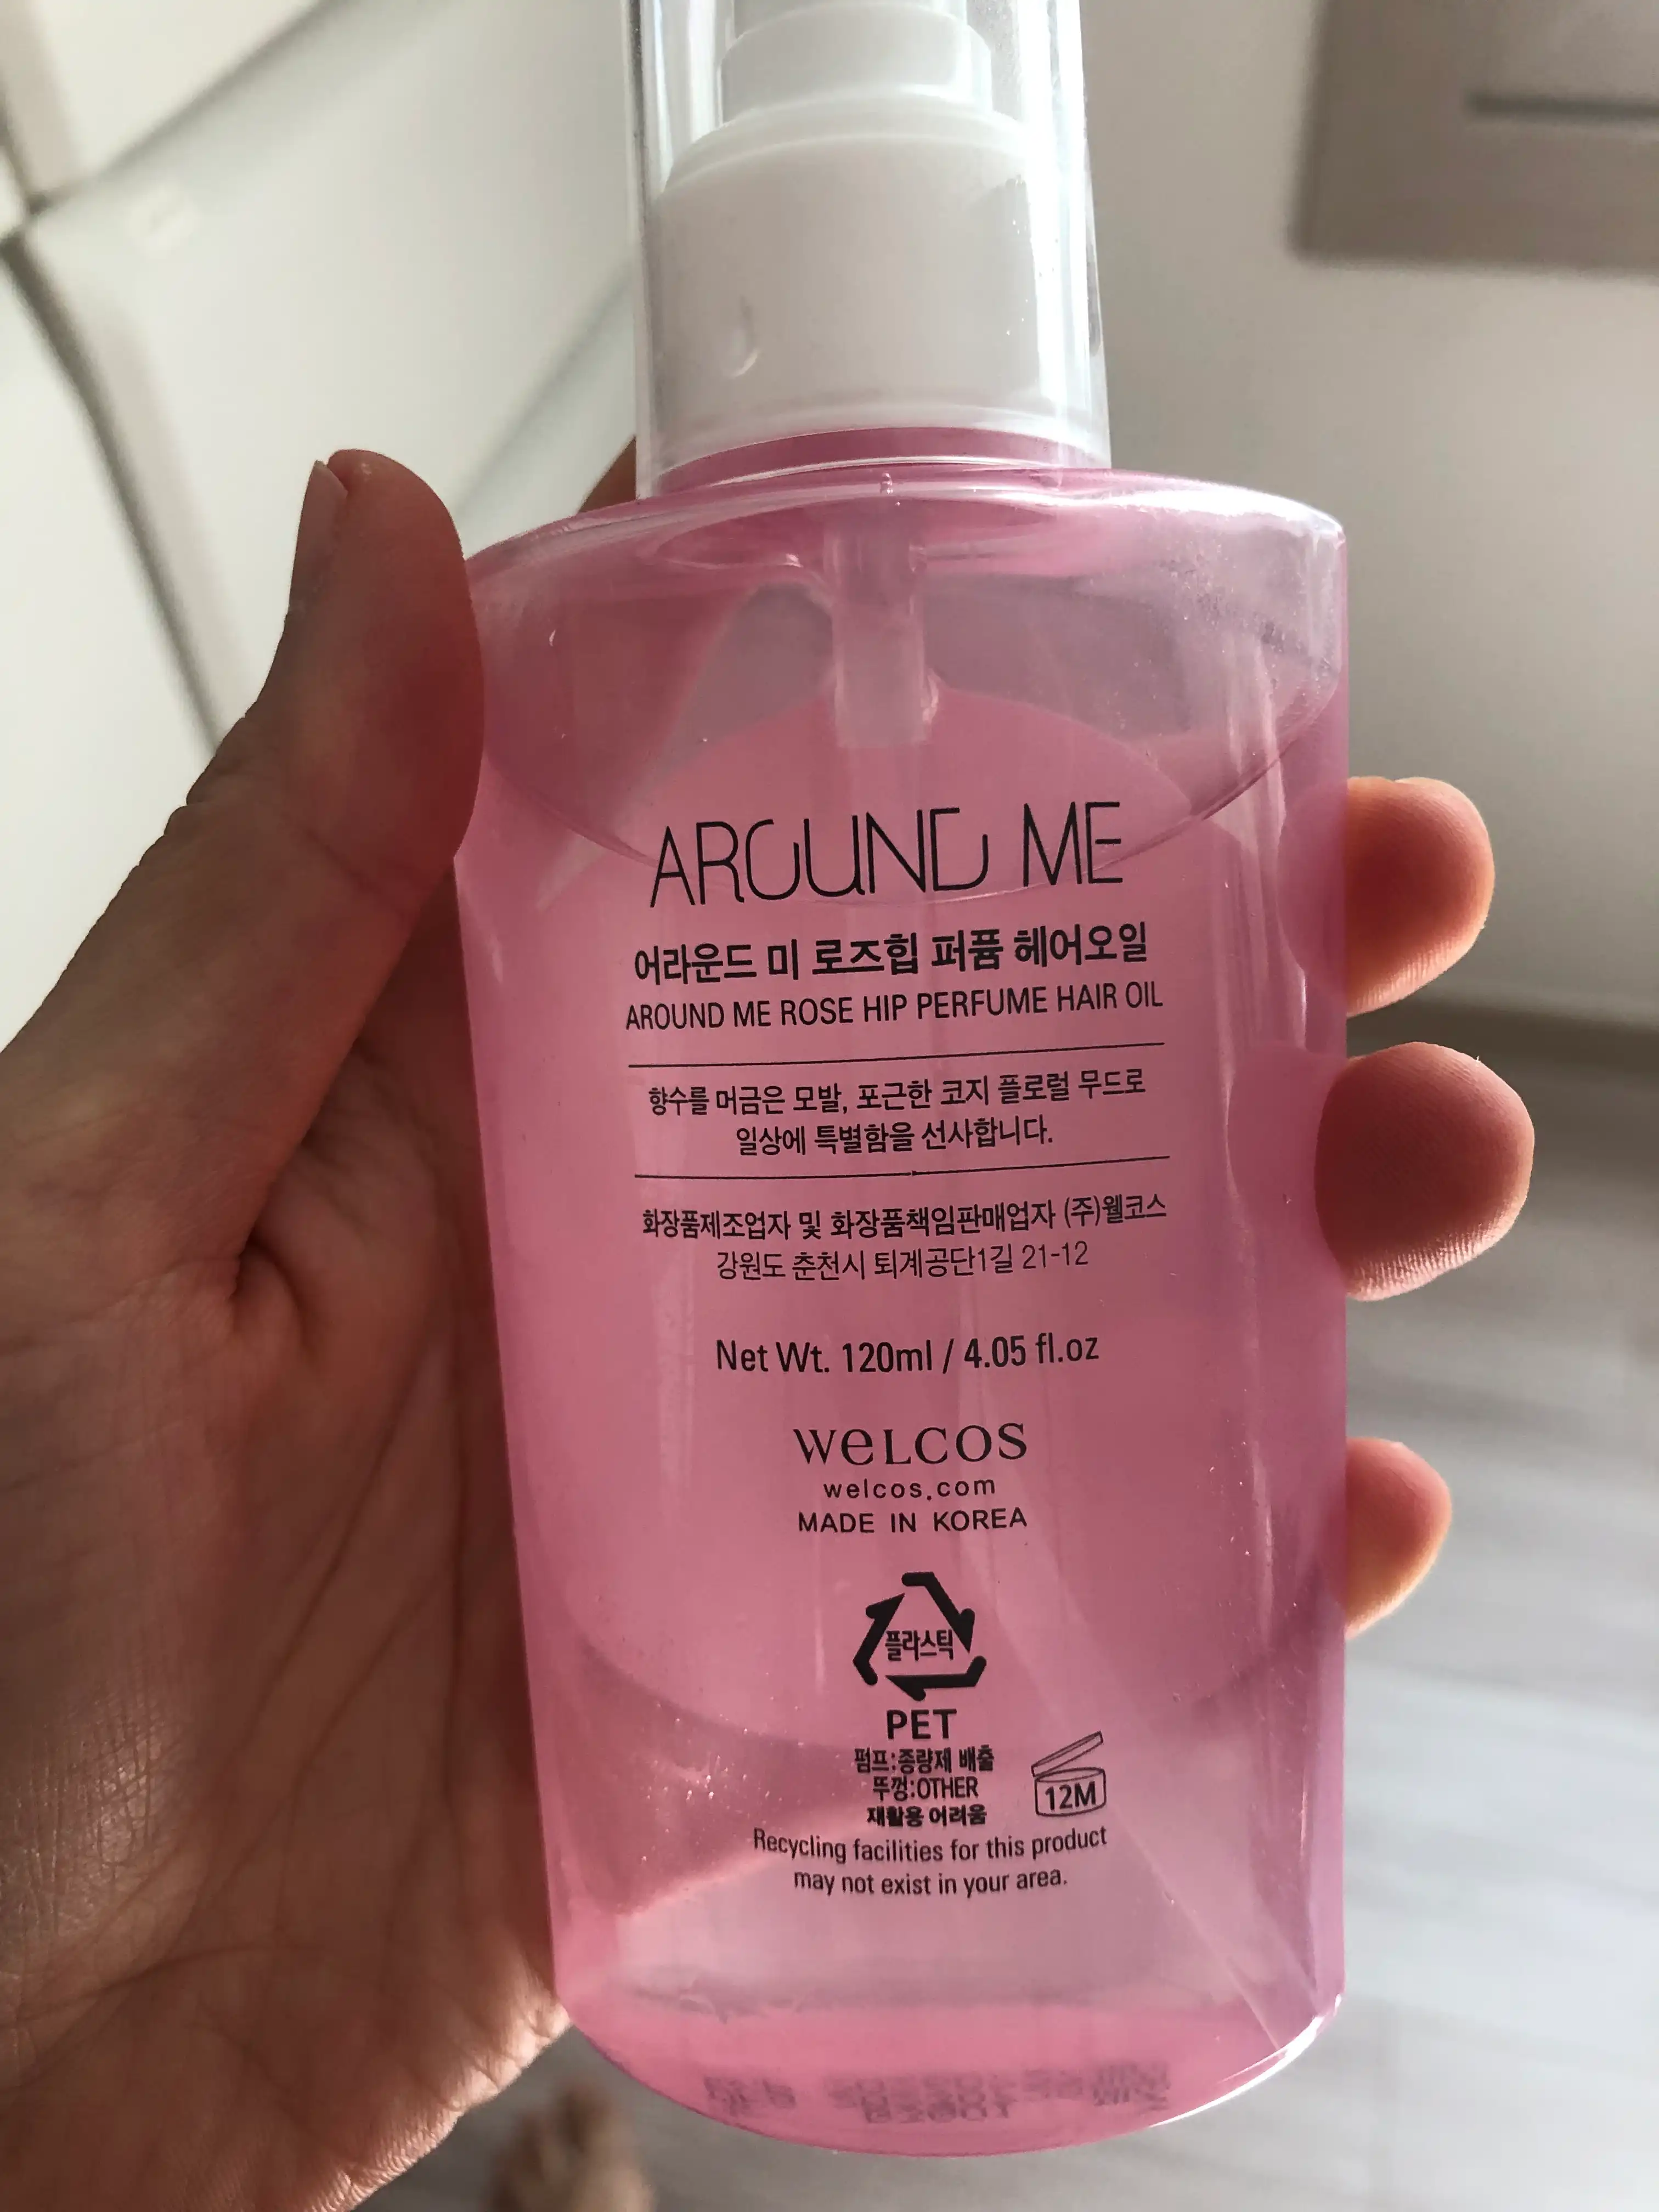 AROUND ME
어라운드 미 로즈힙 퍼퓸 헤어오일
AROUND ME ROSE HIP PERFUME HAIR OIL
향수를 머금은 모발, 포근한 코지 플로럴 무드로
일상에 특별함을 선사합니다.
화장품제조업자 및 화장품책임판매업자 (주)웰코스
강원도 춘천시 퇴계공단1길 21-12
Net Wt. 120ml / 4.05 fl.oz
WELCOS
welcos.com
MADE IN KOREA
플라스틱
PET
펌프:종량제 배출
뚜껑:OTHER
재활용 어려움
12M
Recycling facilities for this product
may not exist in your area.